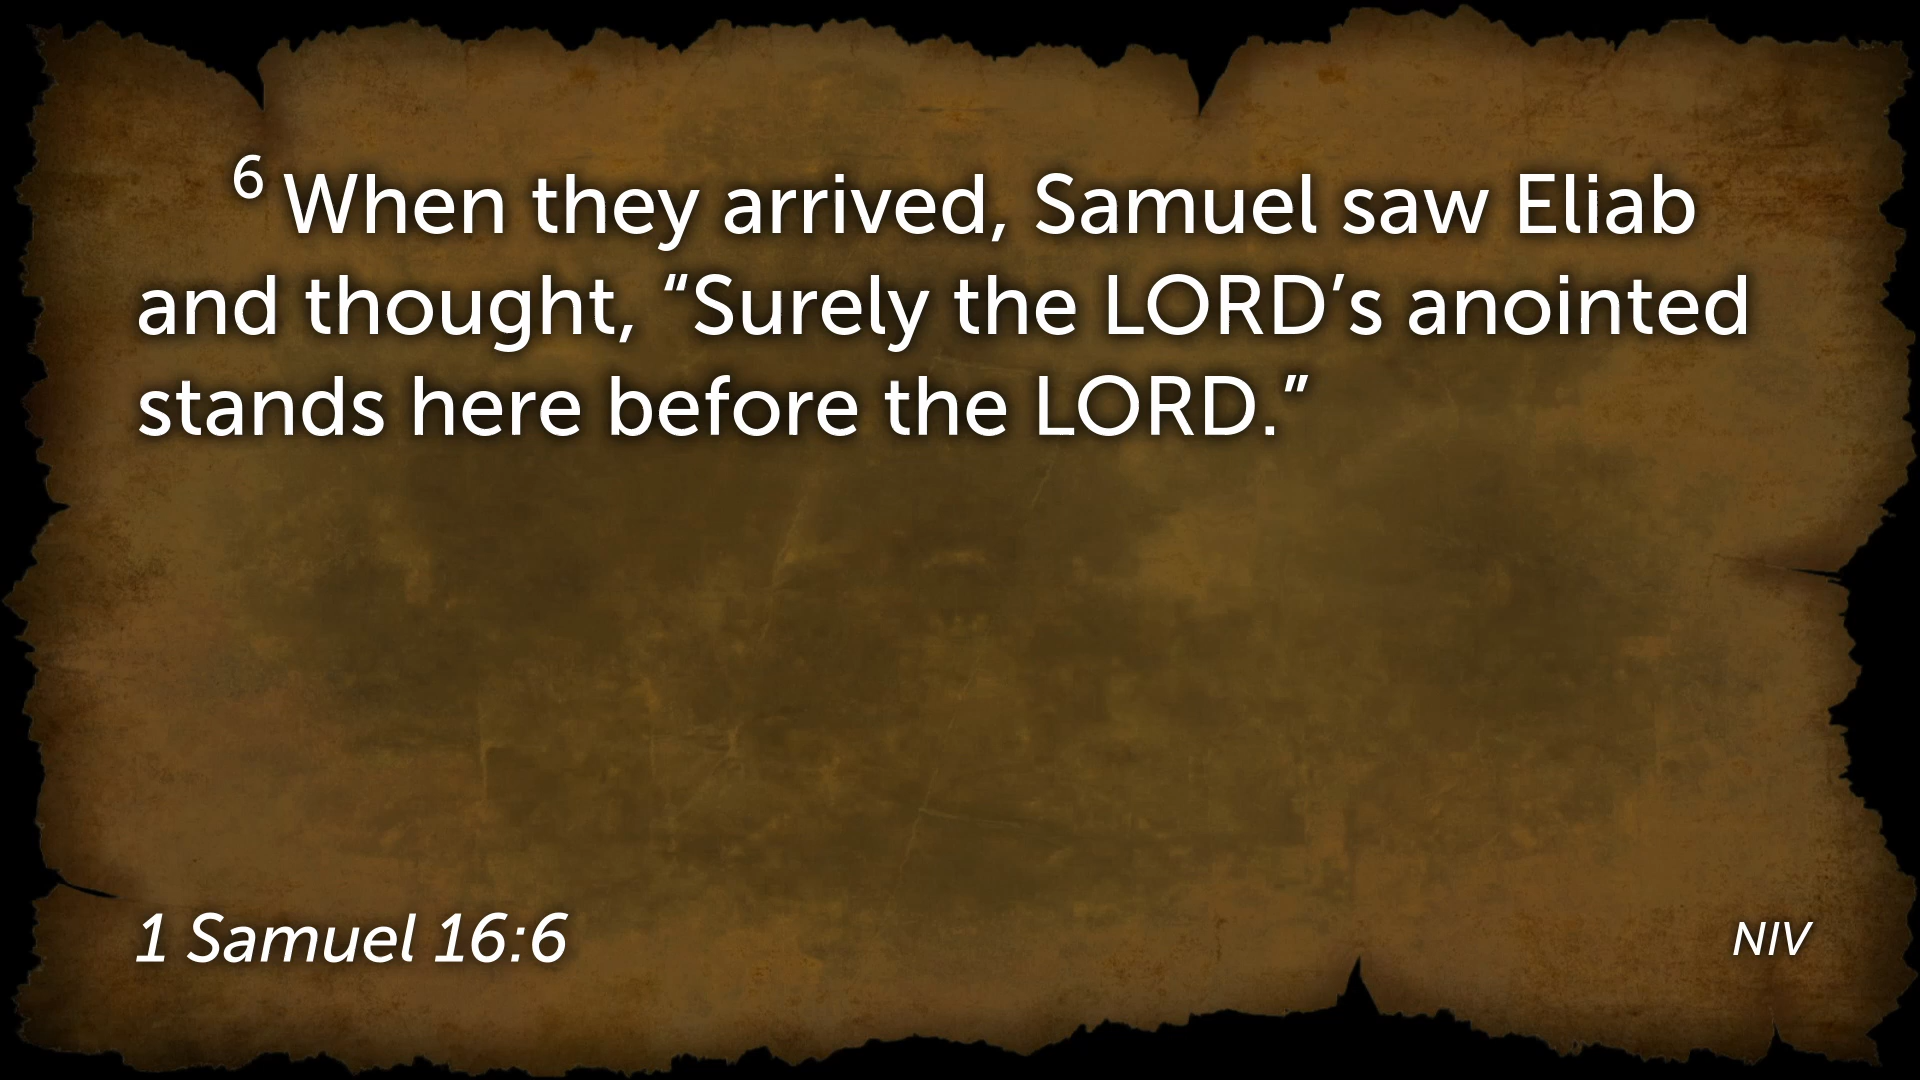 6 When they arrived, Samuel saw Eliab
and thought, “Surely the LORD’s anointed
stands here before the LORD.”
1 Samuel 16:6
NIV